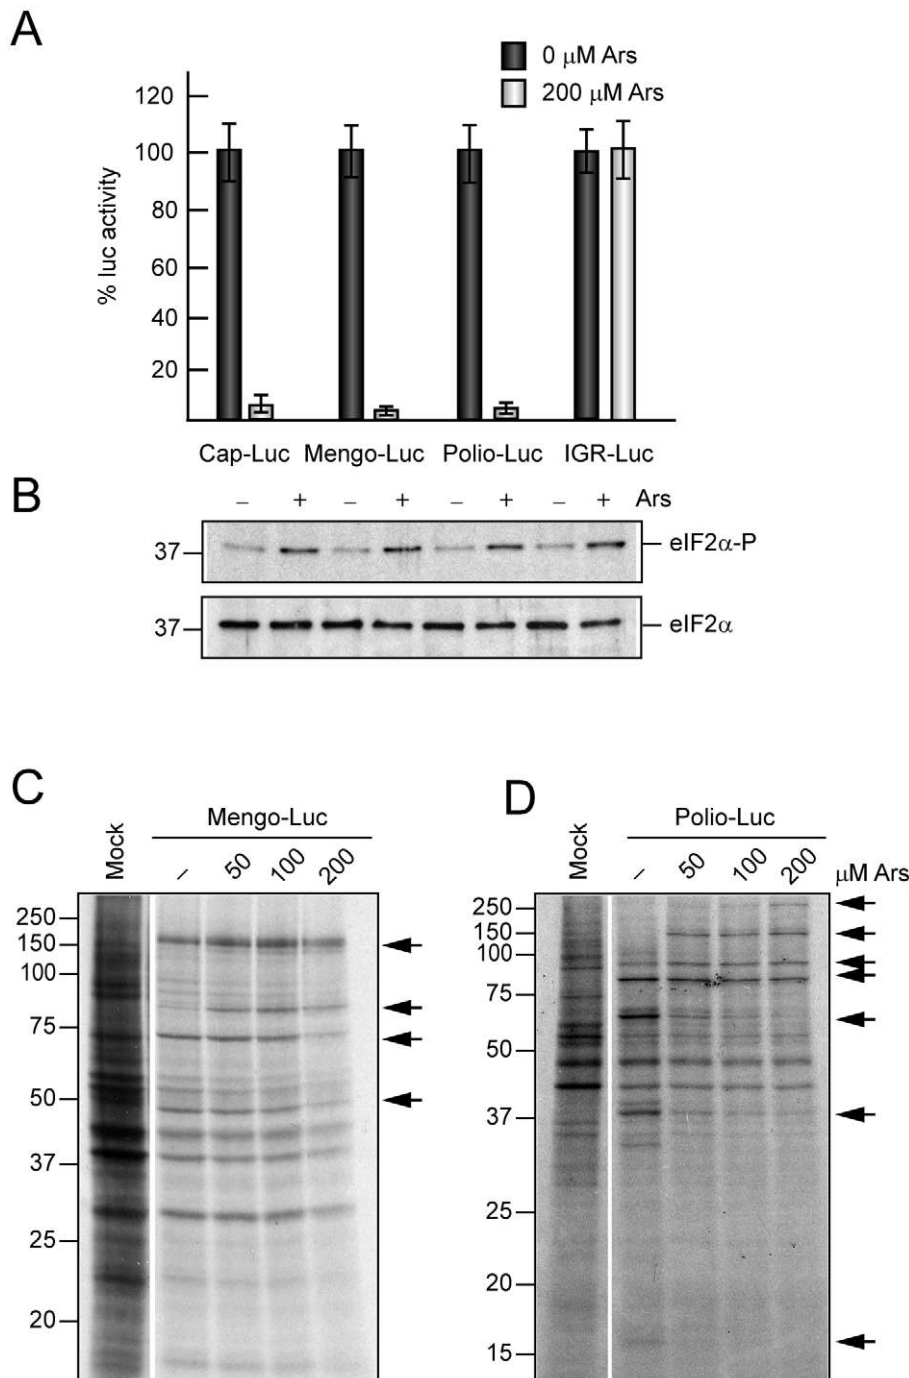 A
0 μM Ars
200 μM Ars
% luc activity
120
100
80
60
40
20
Cap-Luc Mengo-Luc Polio-Luc IGR-Luc
B
– + – + – + – + Ars
37 eIF2α-P
37 eIF2α
C
Mengo-Luc
Mock – 50 100 200
250
150
100
75
50
37
25
20
D
Polio-Luc
Mock – 50 100 200 μM Ars
250
150
100
75
50
37
25
20
15